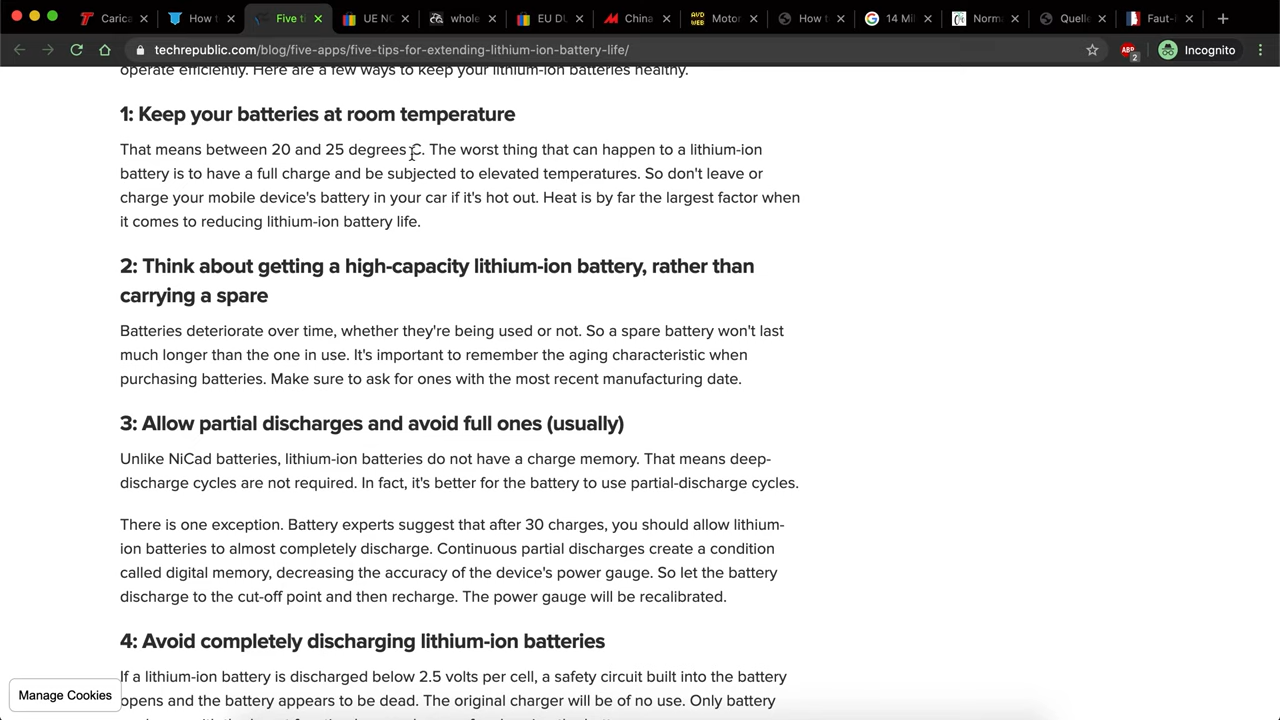 Carica
How t
Five ti
UE NO
whole
EU DU
China
AVD WEB
Motor
How t
14 Mil
Norma
Quelle
Faut-
techrepublic.com/blog/five-apps/five-tips-for-extending-lithium-ion-battery-life/
ABP
2
Incognito
operate efficiently. Here are a few ways to keep your lithium-ion batteries healthy.
1: Keep your batteries at room temperature
That means between 20 and 25 degrees C. The worst thing that can happen to a lithium-ion
battery is to have a full charge and be subjected to elevated temperatures. So don't leave or
charge your mobile device's battery in your car if it's hot out. Heat is by far the largest factor when
it comes to reducing lithium-ion battery life.
2: Think about getting a high-capacity lithium-ion battery, rather than
carrying a spare
Batteries deteriorate over time, whether they're being used or not. So a spare battery won't last
much longer than the one in use. It's important to remember the aging characteristic when
purchasing batteries. Make sure to ask for ones with the most recent manufacturing date.
3: Allow partial discharges and avoid full ones (usually)
Unlike NiCad batteries, lithium-ion batteries do not have a charge memory. That means deep-
discharge cycles are not required. In fact, it's better for the battery to use partial-discharge cycles.
There is one exception. Battery experts suggest that after 30 charges, you should allow lithium-
ion batteries to almost completely discharge. Continuous partial discharges create a condition
called digital memory, decreasing the accuracy of the device's power gauge. So let the battery
discharge to the cut-off point and then recharge. The power gauge will be recalibrated.
4: Avoid completely discharging lithium-ion batteries
If a lithium-ion battery is discharged below 2.5 volts per cell, a safety circuit built into the battery
opens and the battery appears to be dead. The original charger will be of no use. Only battery
Manage Cookies